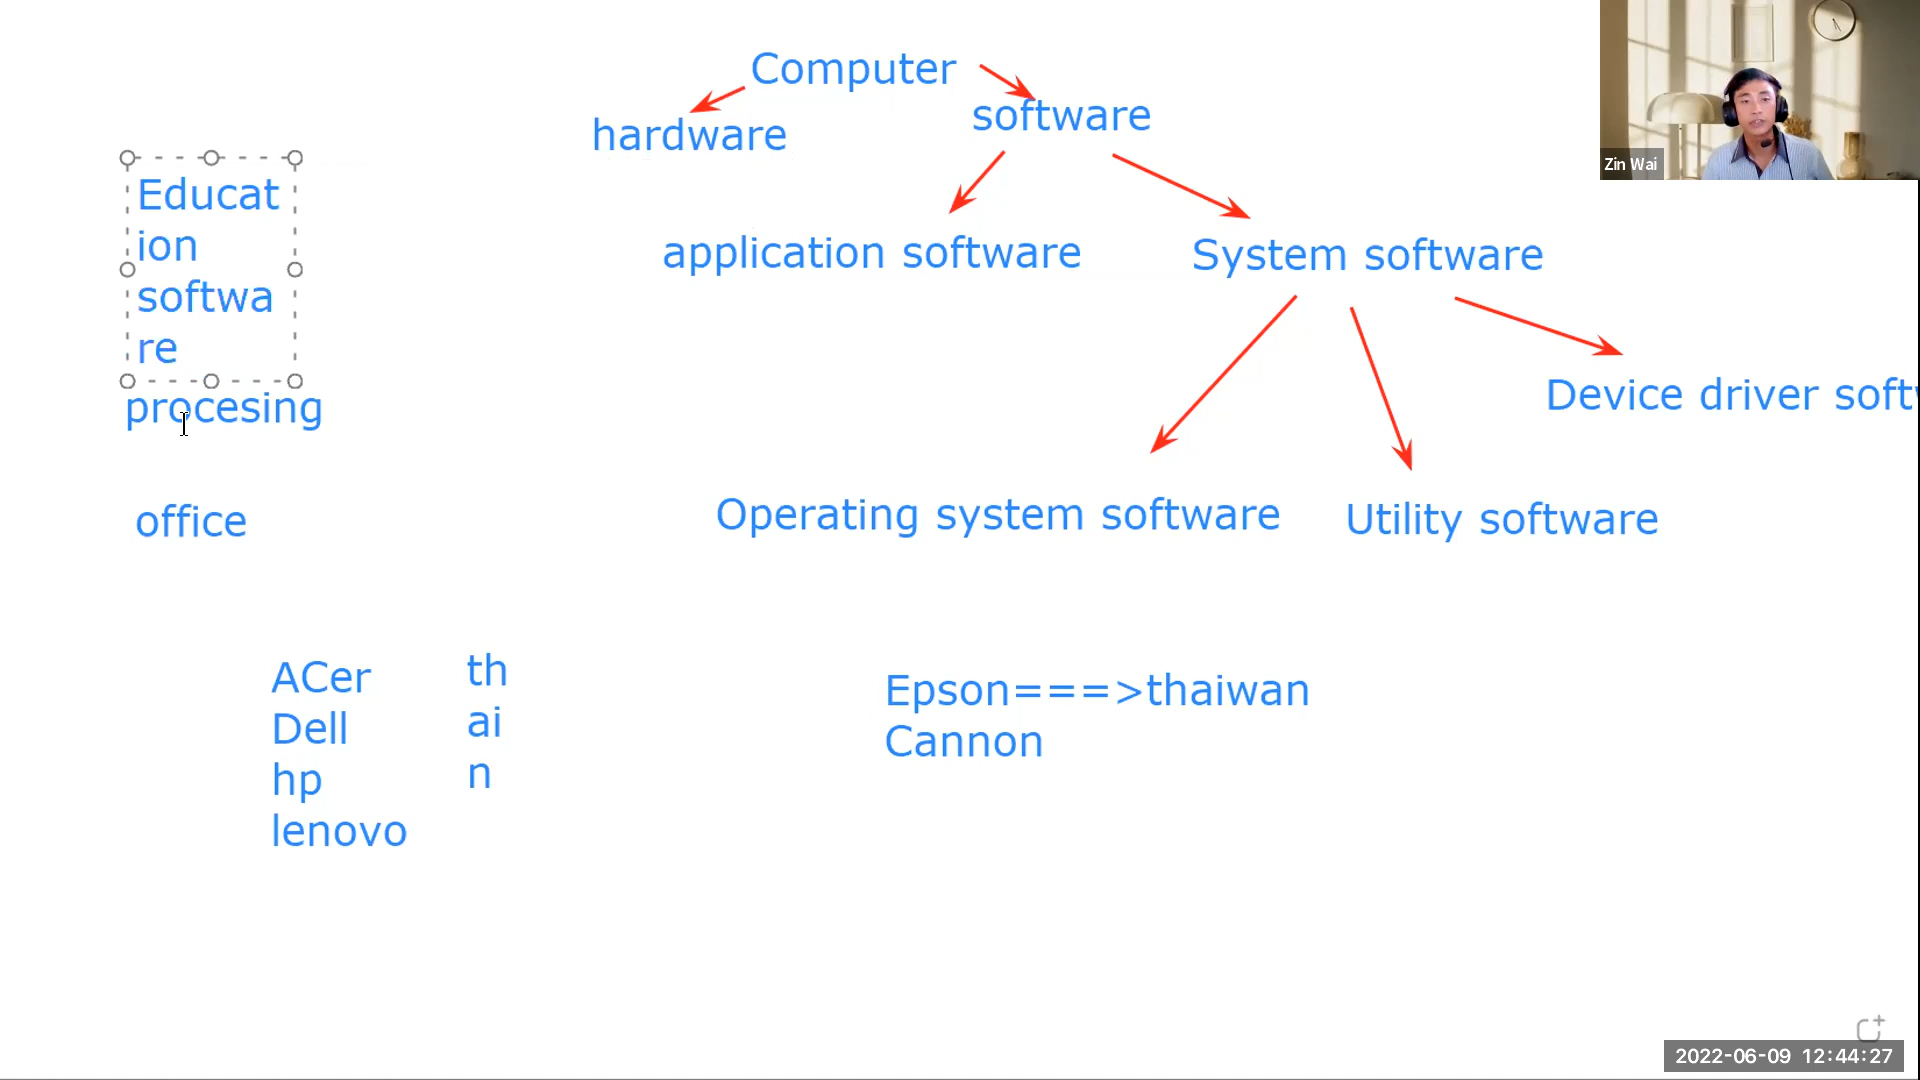 Computer
hardware
software
Zin Wai
Educat
ion
softwa
re
application software
System software
procesing
Device driver soft
office
Operating system software
Utility software
ACer
Dell
hp
lenovo
th
ai
n
Epson===>thaiwan
Cannon
2022-06-09 12:44:27